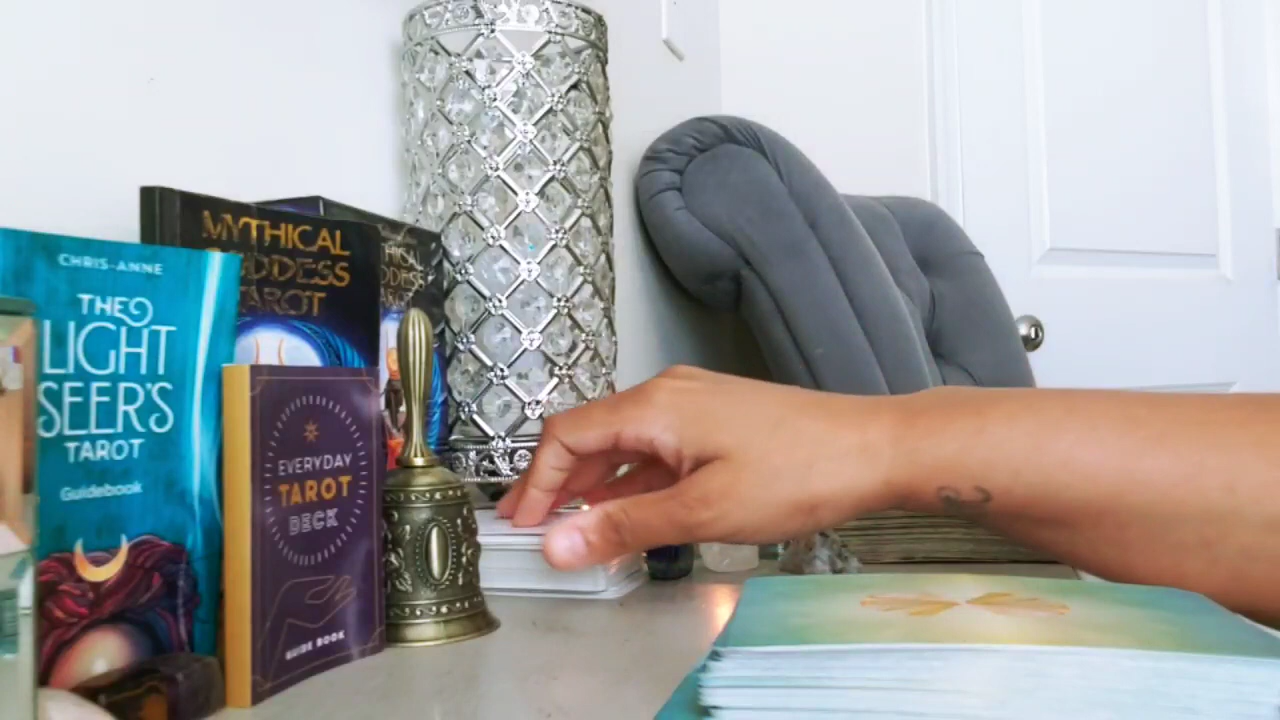 CHRIS-ANNE
THE
LIGHT
SEER'S
TAROT
Guidebook
MYTHICAL
GODDESS
TAROT
EVERYDAY
TAROT
DECK
GUIDE BOOK